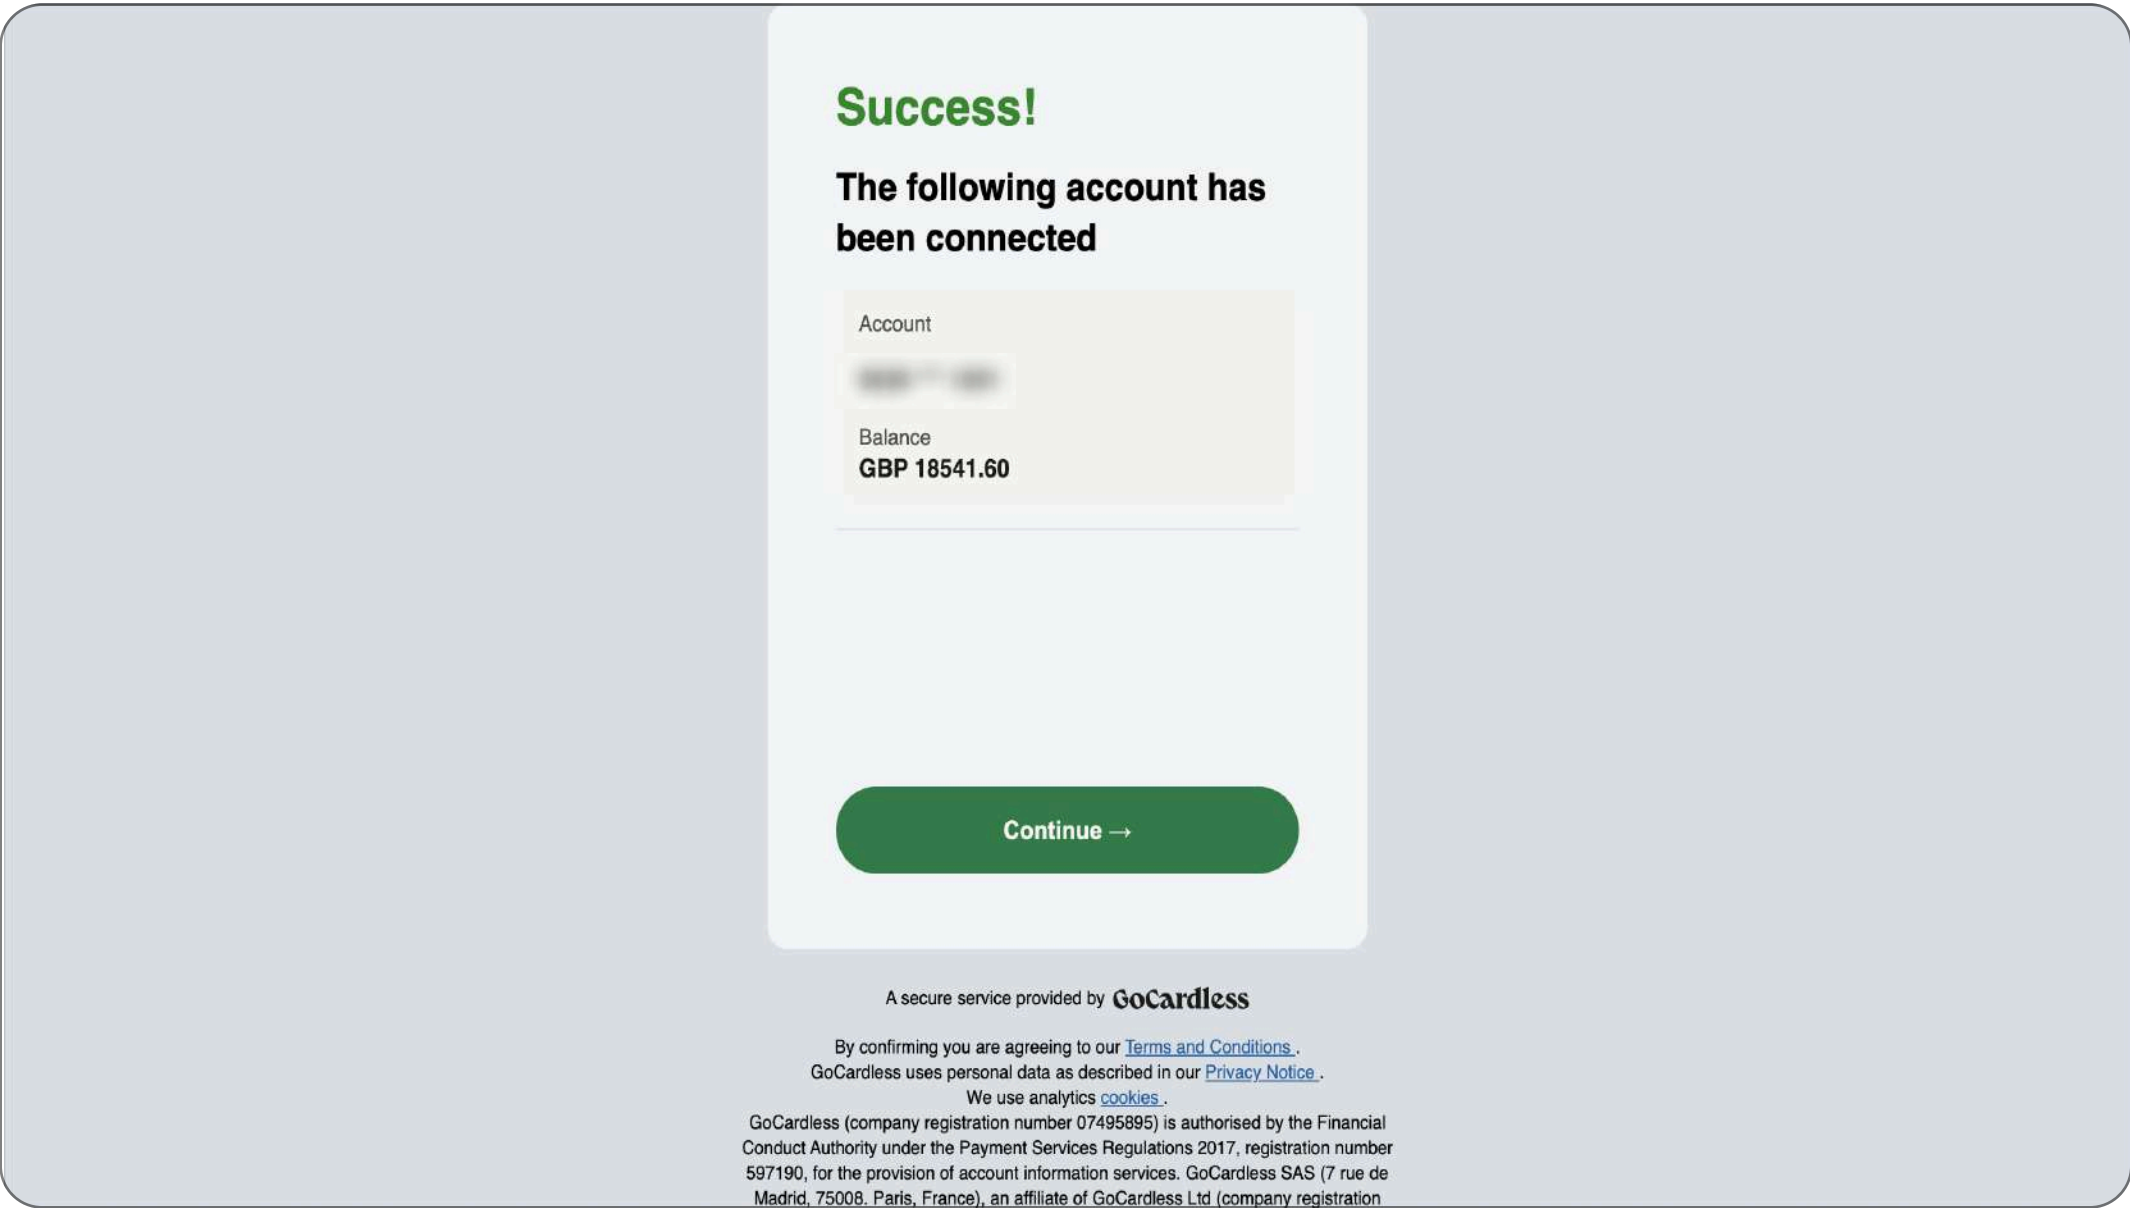 Success!
The following account has
been connected
Account
Balance
GBP 18541.60
Continue →
A secure service provided by GoCardless
By confirming you are agreeing to our Terms and Conditions .
GoCardless uses personal data as described in our Privacy Notice .
We use analytics cookies .
GoCardless (company registration number 07495895) is authorised by the Financial
Conduct Authority under the Payment Services Regulations 2017, registration number
597190, for the provision of account information services. GoCardless SAS (7 rue de
Madrid, 75008. Paris, France), an affiliate of GoCardless Ltd (company registration